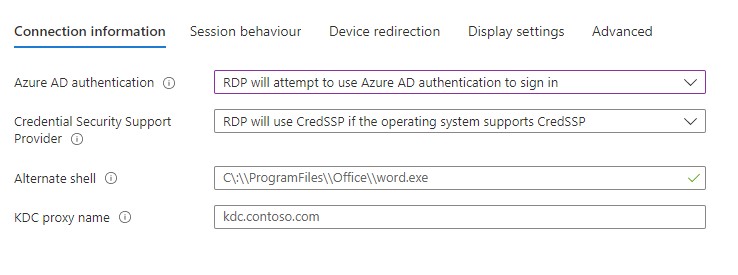 Connection information Session behaviour Device redirection Display settings Advanced
Azure AD authentication RDP will attempt to use Azure AD authentication to sign in
Credential Security Support
Provider RDP will use CredSSP if the operating system supports CredSSP
Alternate shell C\:\\ProgramFiles\\Office\\word.exe
KDC proxy name kdc.contoso.com